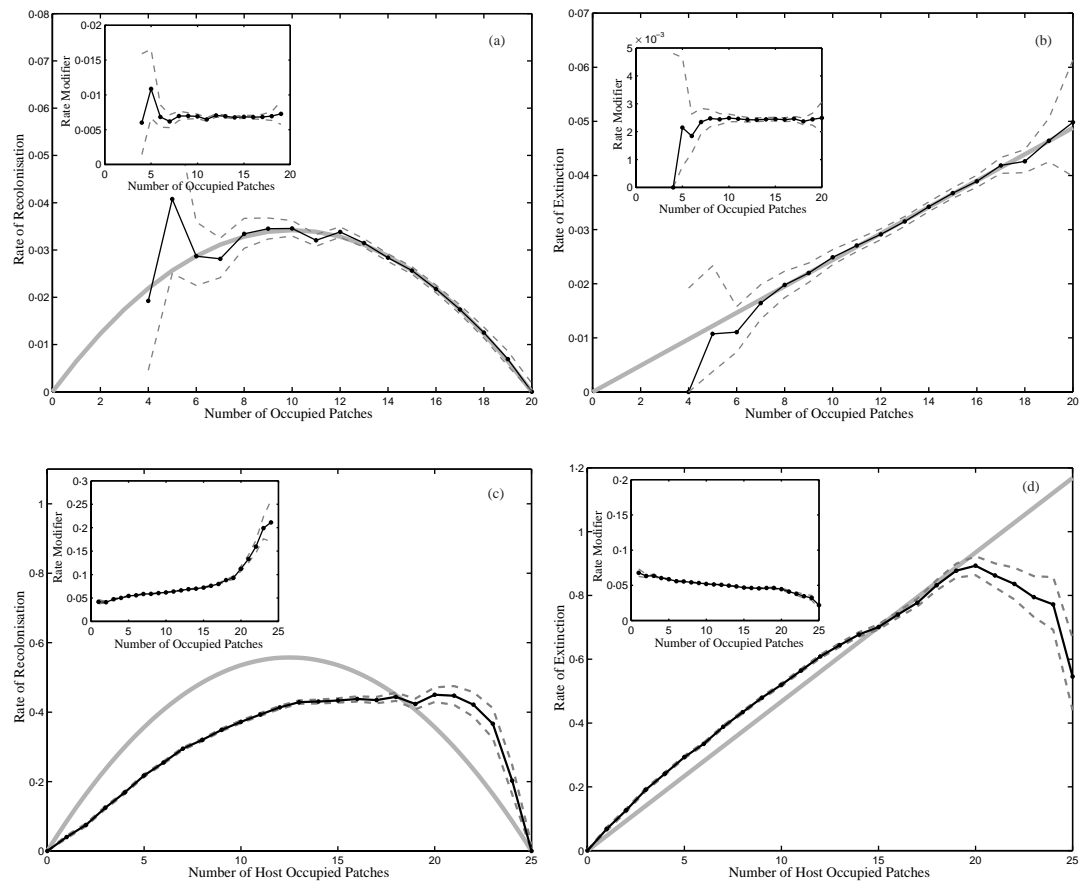 (a)
Rate of Recolonisation
0·08
0·07
0·06
0·05
0·04
0·03
0·02
0·01
0
0 2 4 6 8 10 12 14 16 18 20
Number of Occupied Patches
Rate Modifier
0·02
0·015
0·01
0·005
0
0 5 10 15 20
Number of Occupied Patches
(b)
Rate of Extinction
0·07
0·06
0·05
0·04
0·03
0·02
0·01
0
0 2 4 6 8 10 12 14 16 18 20
Number of Occupied Patches
× 10⁻³
Rate Modifier
5
4
3
2
1
0
0 5 10 15 20
Number of Occupied Patches
(c)
Rate of Recolonisation
1
0·8
0·6
0·4
0·2
0
0 5 10 15 20 25
Number of Host Occupied Patches
Rate Modifier
0·3
0·25
0·2
0·15
0·1
0·05
0
0 5 10 15 20 25
Number of Occupied Patches
(d)
Rate of Extinction
1·2
1
0·8
0·6
0·4
0·2
0
0 5 10 15 20 25
Number of Host Occupied Patches
Rate Modifier
0·2
0·15
0·1
0·05
0
0 5 10 15 20 25
Number of Occupied Patches